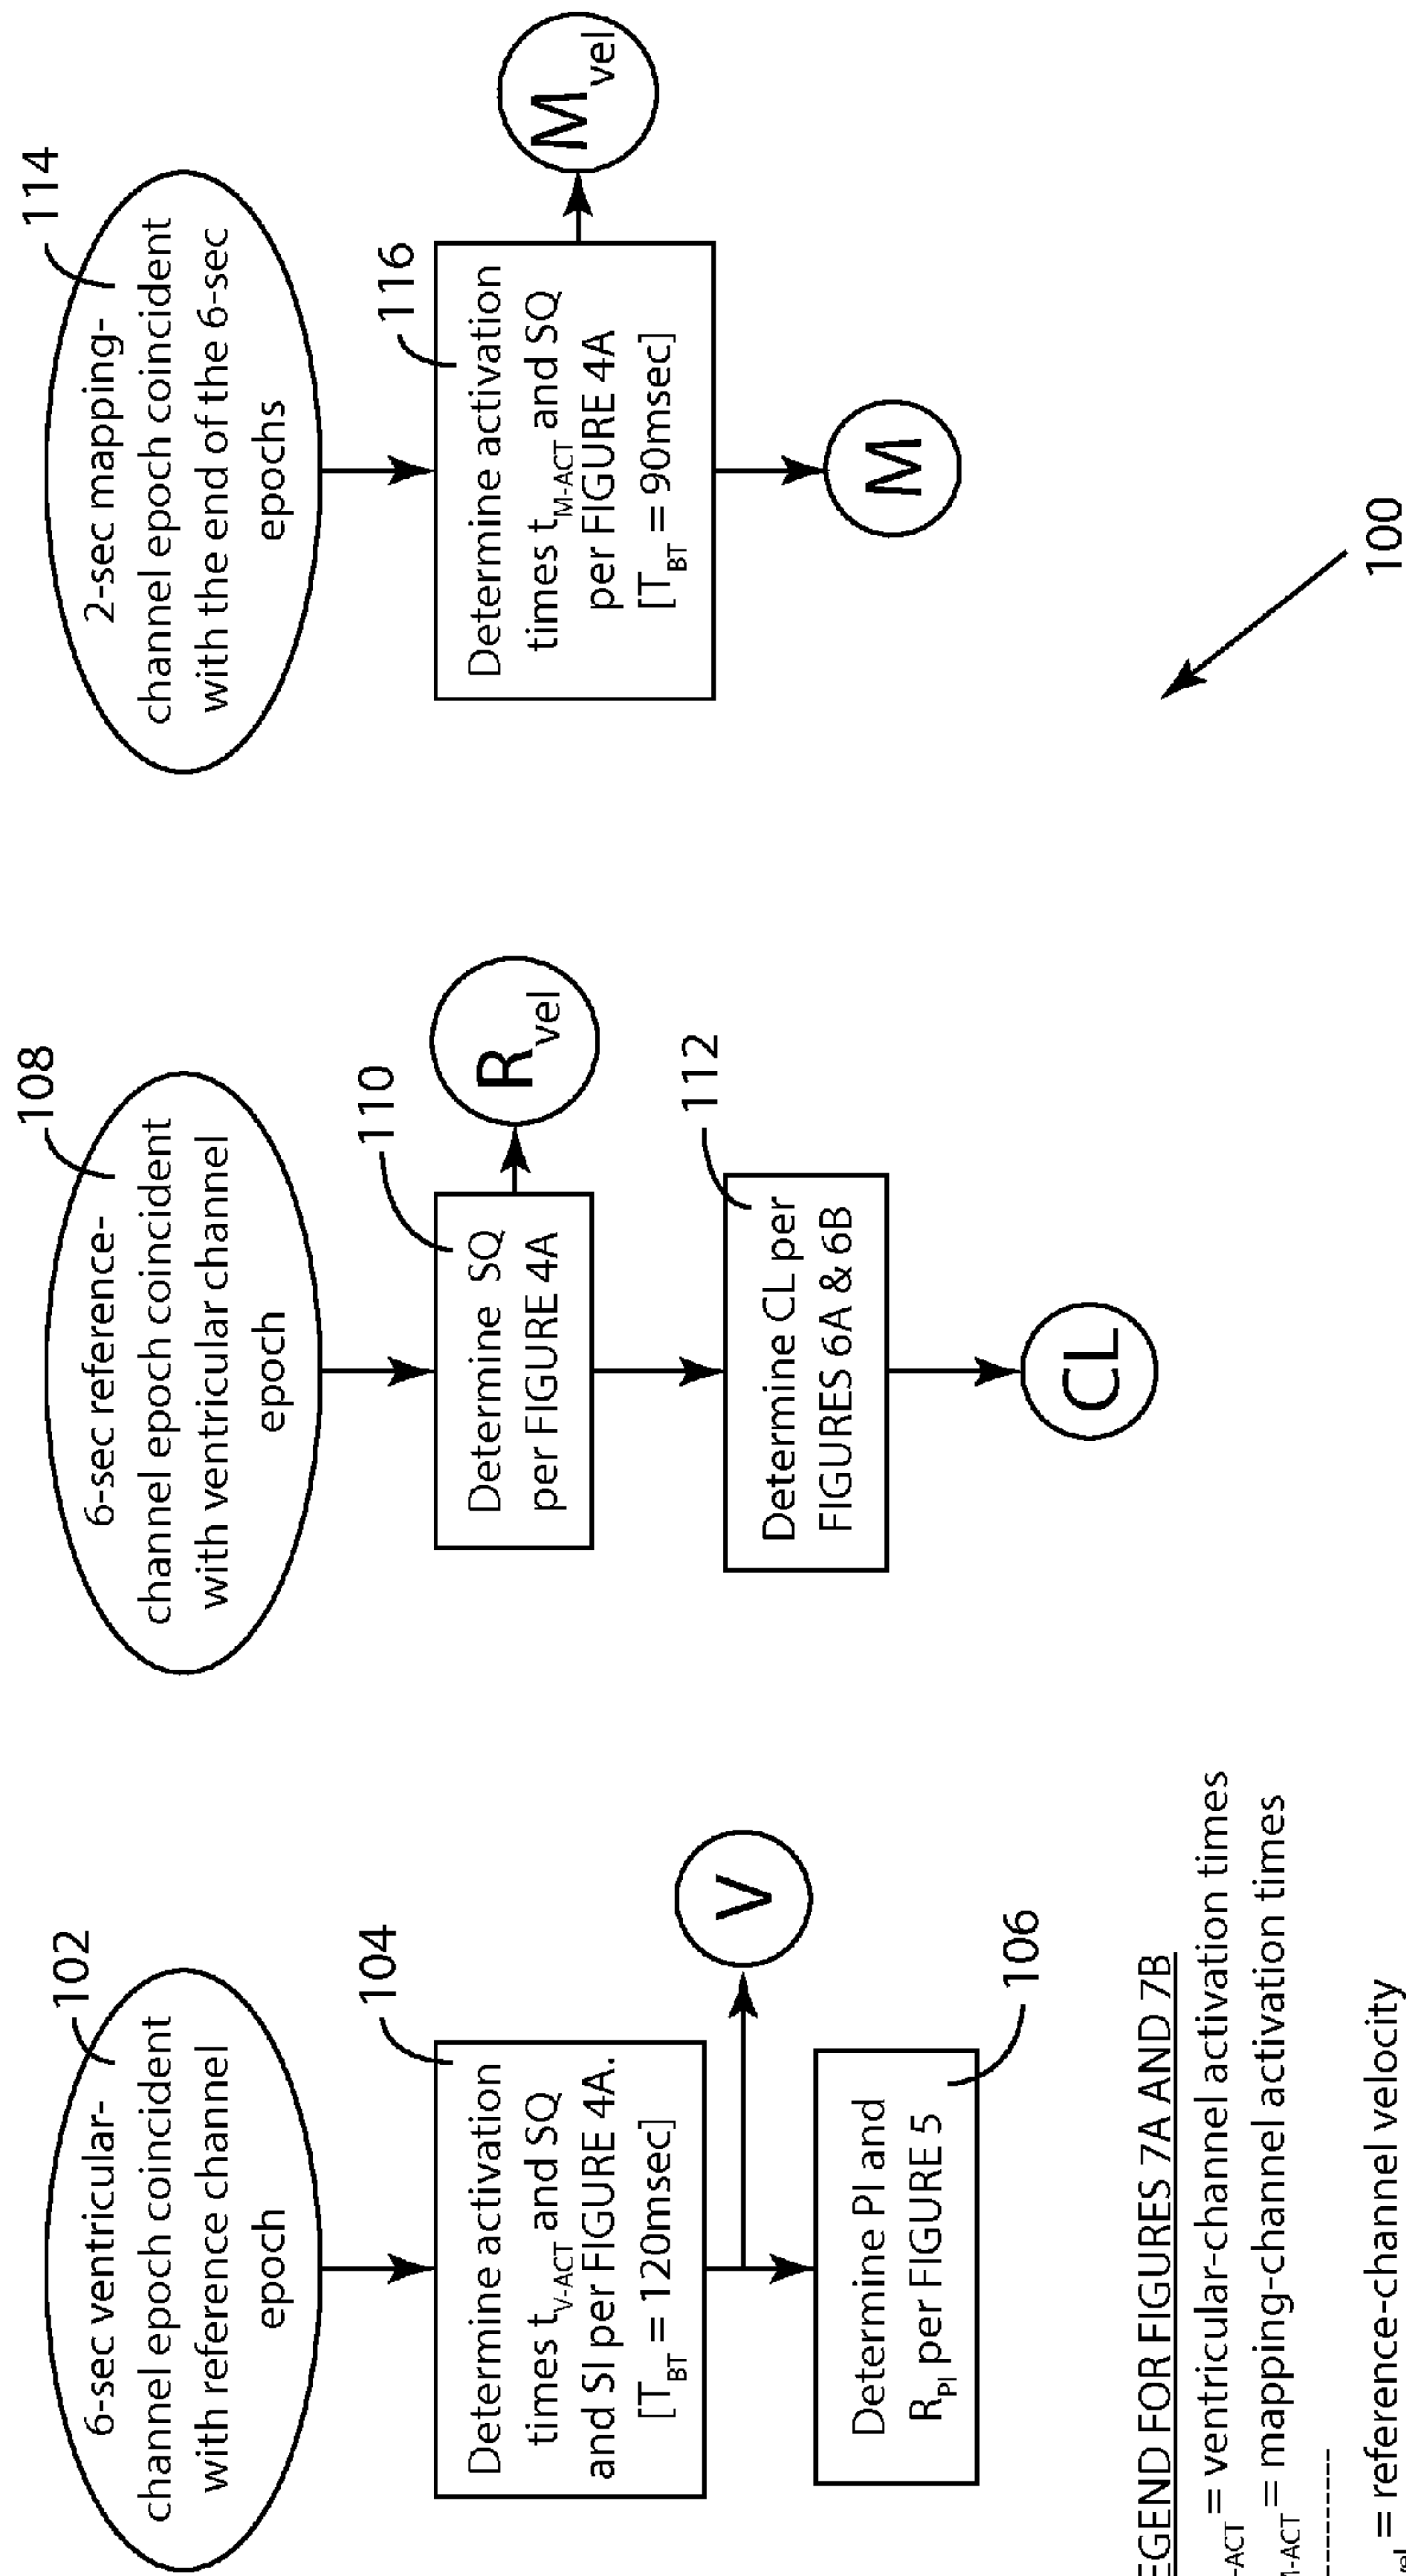 102
6-sec ventricular-
channel epoch coincident
with reference channel
epoch
104
Determine activation
times t_V-ACT and SQ
and SI per FIGURE 4A.
[T_BT = 120msec]
V
106
Determine PI and
R_PI per FIGURE 5
108
6-sec reference-
channel epoch coincident
with ventricular channel
epoch
110
Determine SQ
per FIGURE 4A
R_vel
112
Determine CL per
FIGURES 6A & 6B
CL
114
2-sec mapping-
channel epoch coincident
with the end of the 6-sec
epochs
116
Determine activation
times t_M-ACT and SQ
per FIGURE 4A
[T_BT = 90msec]
M_vel
M
100
EGEND FOR FIGURES 7A AND 7B
-ACT = ventricular-channel activation times
M-ACT = mapping-channel activation times
-----------
vel = reference-channel velocity